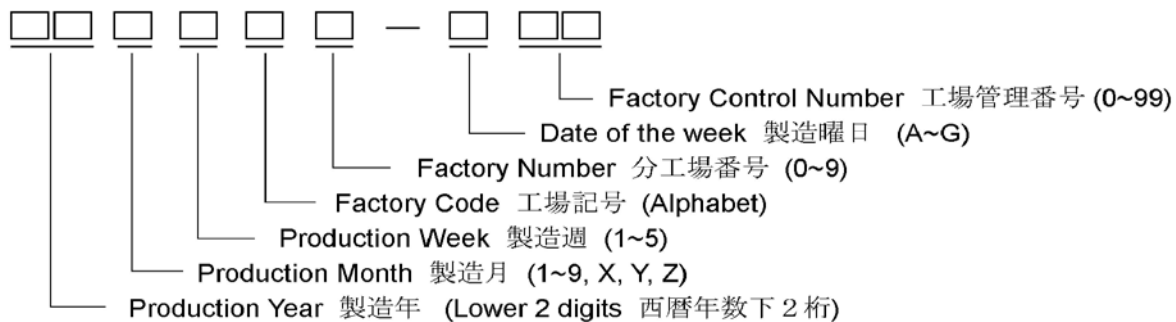 □□ □ □ □ □ － □ □□
Factory Control Number 工場管理番号 (0~99)
Date of the week 製造曜日 (A~G)
Factory Number 分工場番号 (0~9)
Factory Code 工場記号 (Alphabet)
Production Week 製造週 (1~5)
Production Month 製造月 (1~9, X, Y, Z)
Production Year 製造年 (Lower 2 digits 西暦年数下２桁)